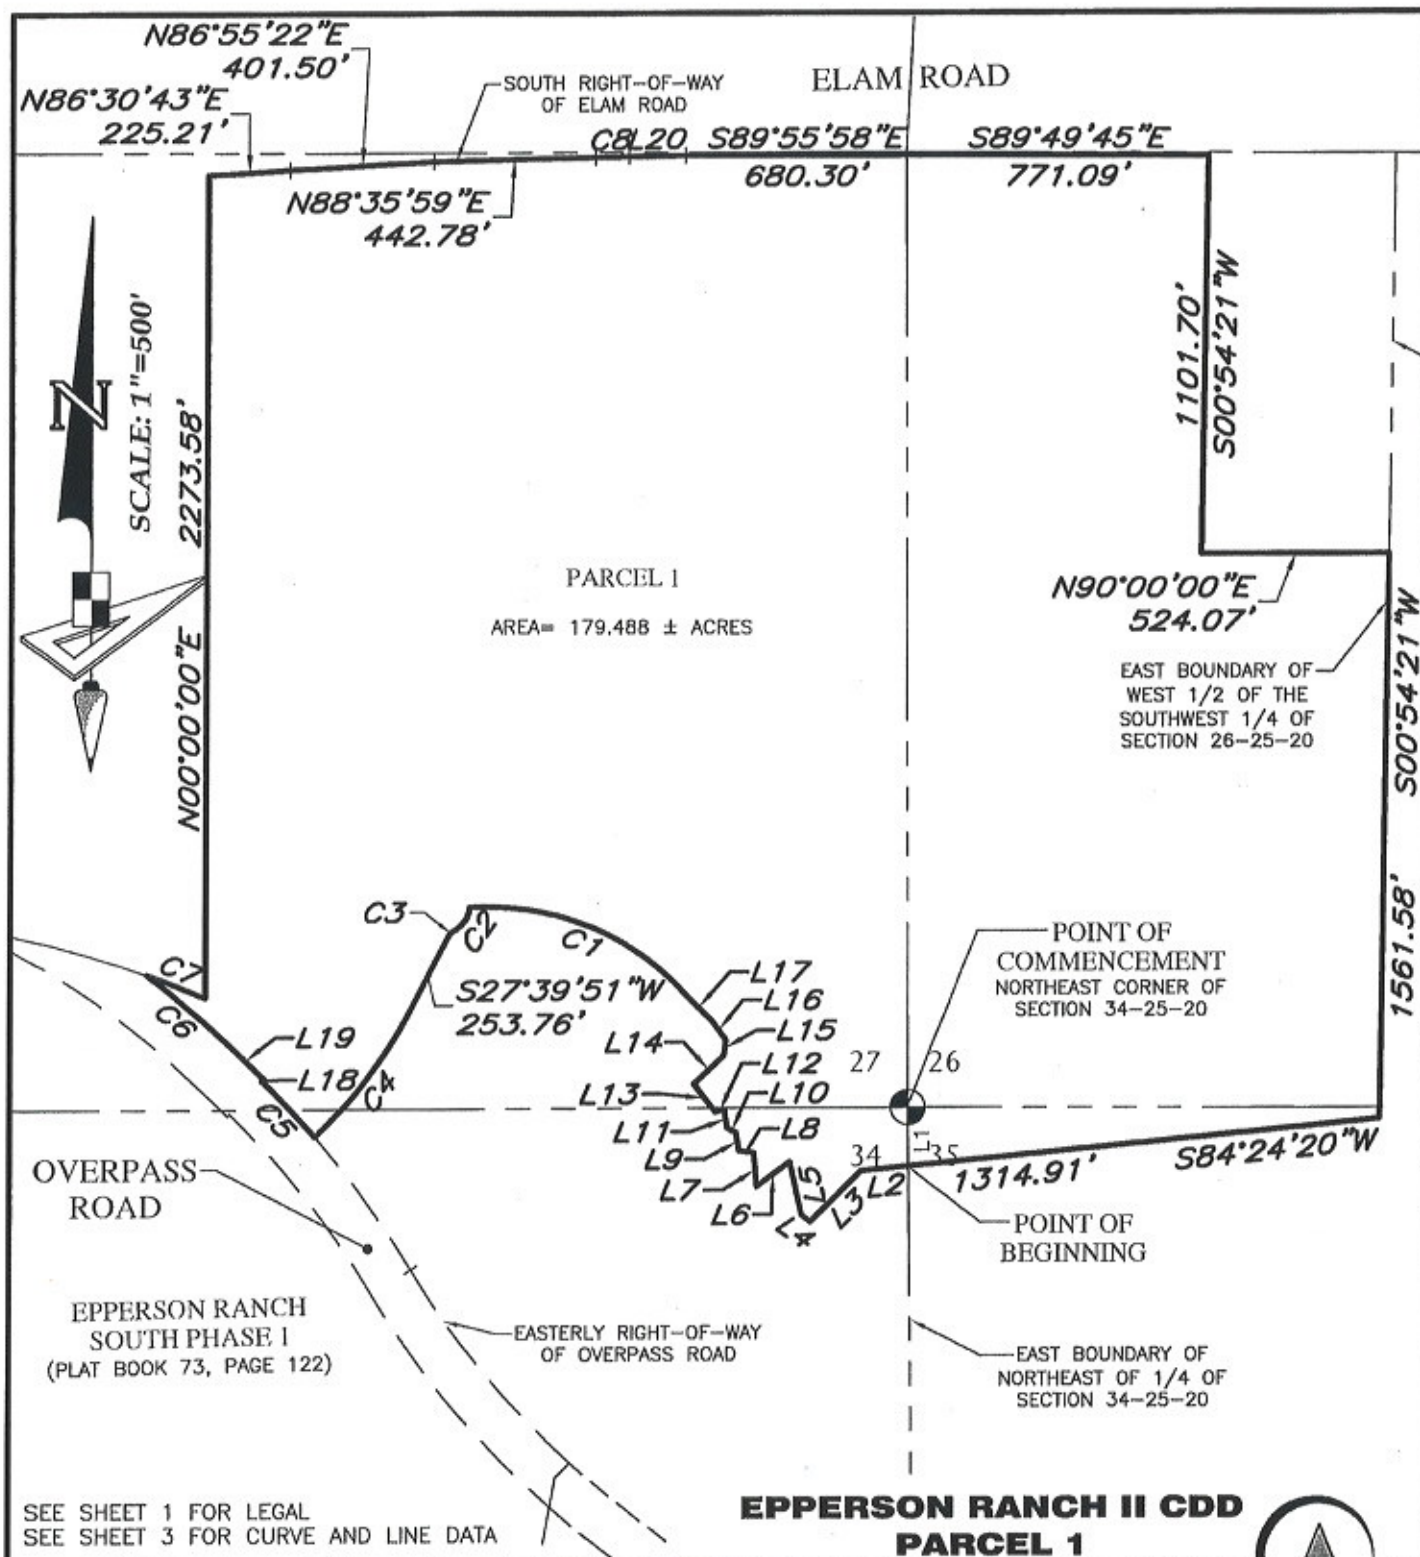 N86°55'22"E
401.50'
N86°30'43"E
225.21'
SOUTH RIGHT-OF-WAY
OF ELAM ROAD
ELAM ROAD
C8
L20
S89°55'58"E
680.30'
S89°49'45"E
771.09'
N88°35'59"E
442.78'
N
SCALE: 1"=500'
2273.58'
N00°00'00"E
1101.70'
S00°54'21"W
PARCEL 1
AREA= 179.488 ± ACRES
N90°00'00"E
524.07'
EAST BOUNDARY OF
WEST 1/2 OF THE
SOUTHWEST 1/4 OF
SECTION 26-25-20
S00°54'21"W
1561.58'
C3
C2
C1
C7
C6
S27°39'51"W
253.76'
L17
L16
L15
L14
L12
L13
L10
L11
L8
L9
L7
L6
L5
L4
L3
L2
L1
L19
L18
C4
C5
POINT OF
COMMENCEMENT
NORTHEAST CORNER OF
SECTION 34-25-20
27
26
34
35
1314.91'
S84°24'20"W
POINT OF
BEGINNING
OVERPASS
ROAD
EPPERSON RANCH
SOUTH PHASE 1
(PLAT BOOK 73, PAGE 122)
EASTERLY RIGHT-OF-WAY
OF OVERPASS ROAD
EAST BOUNDARY OF
NORTHEAST OF 1/4 OF
SECTION 34-25-20
SEE SHEET 1 FOR LEGAL
SEE SHEET 3 FOR CURVE AND LINE DATA
EPPERSON RANCH II CDD
PARCEL 1